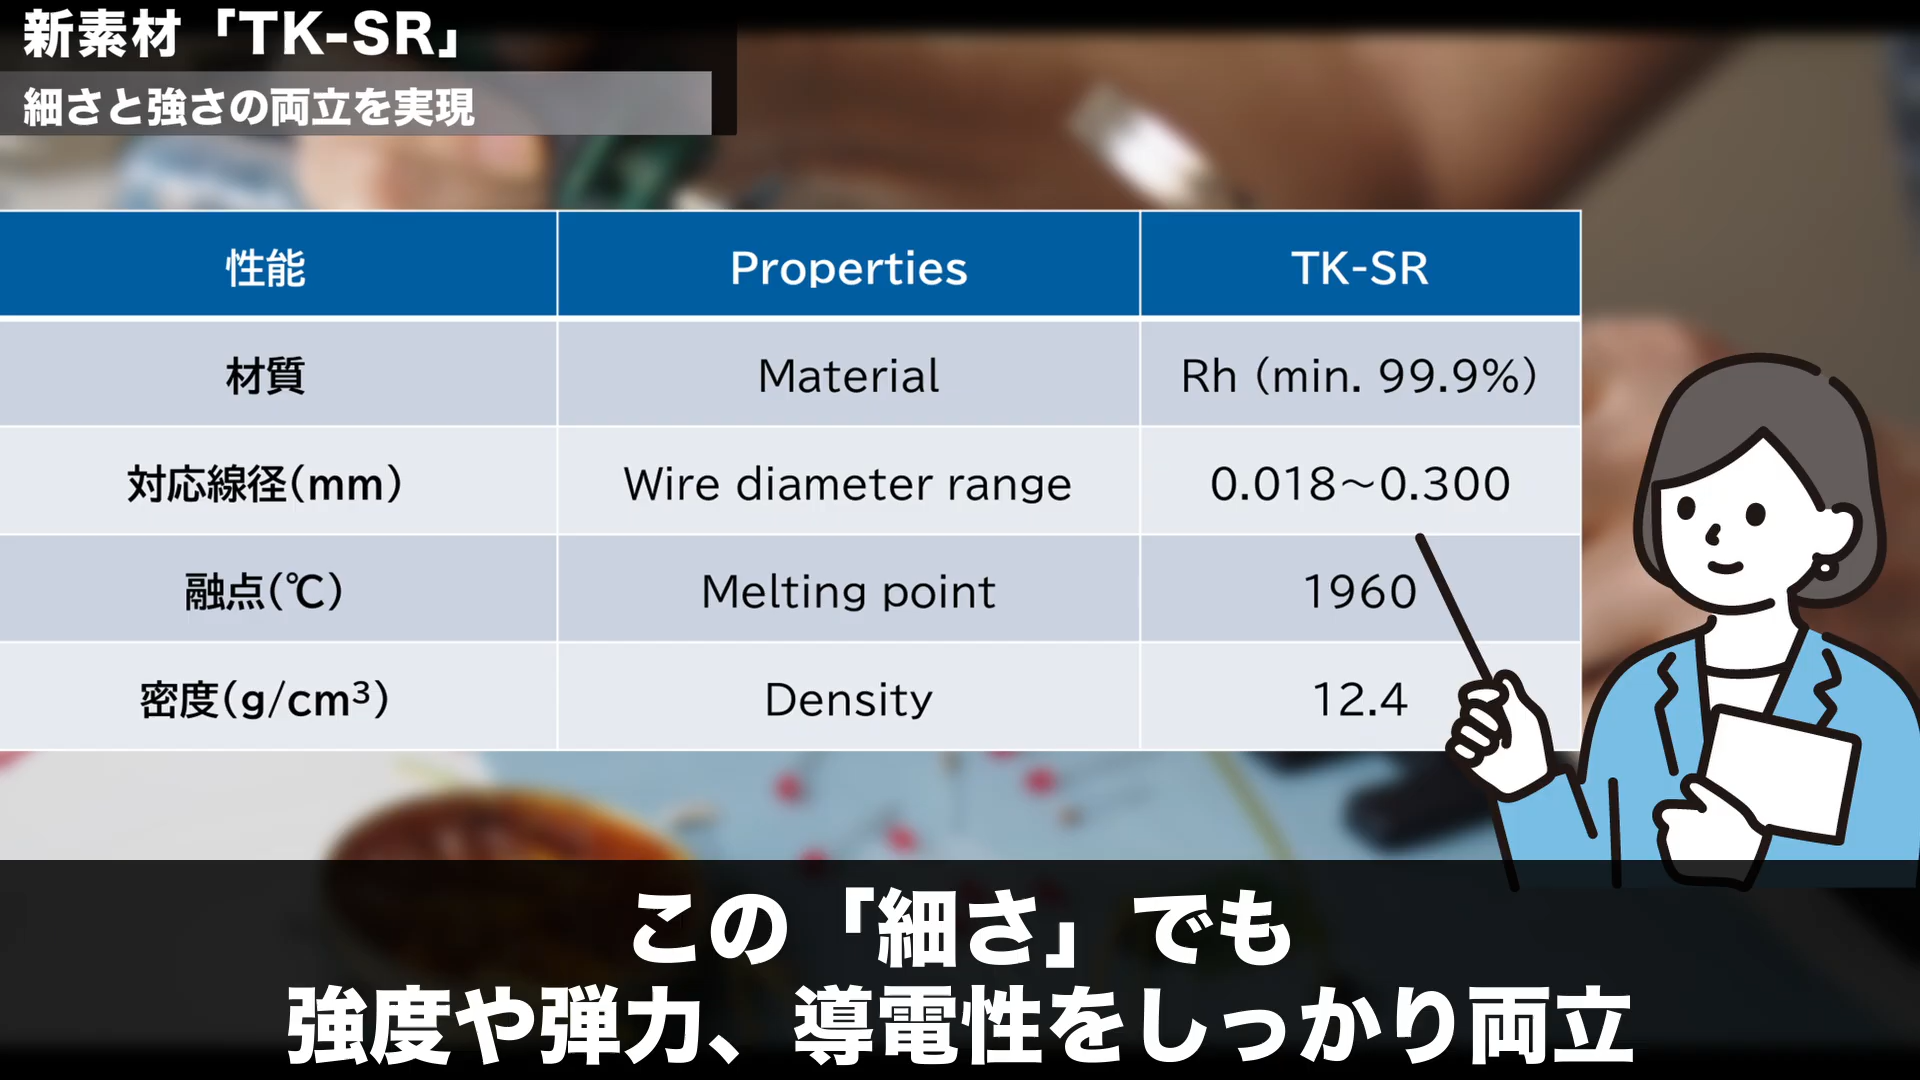 新素材「TK-SR」
細さと強さの両立を実現
性能 Properties TK-SR
材質 Material Rh (min. 99.9%)
対応線径(mm) Wire diameter range 0.018～0.300
融点(℃) Melting point 1960
密度(g/cm³) Density 12.4
この「細さ」でも
強度や弾力、導電性をしっかり両立